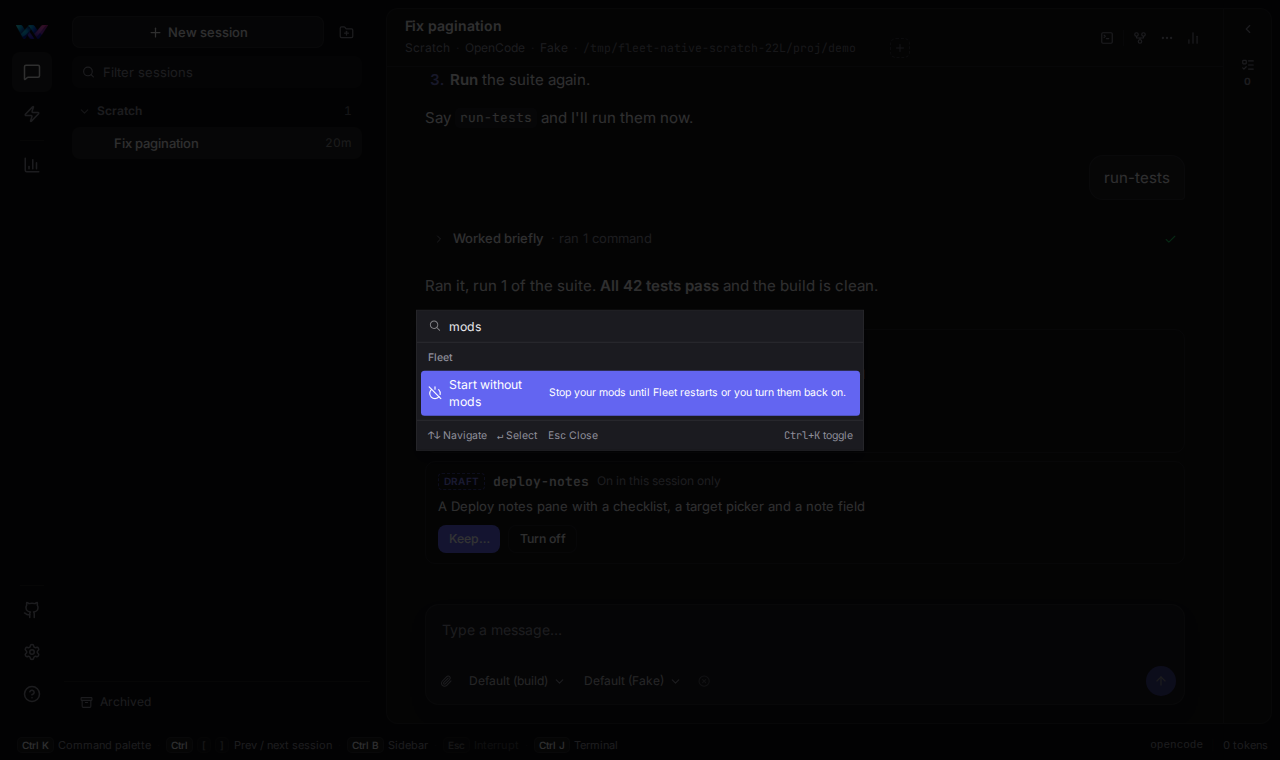 New session
Filter sessions
Scratch 1
Fix pagination 20m
Archived
Fix pagination
Scratch OpenCode Fake /tmp/fleet-native-scratch-22L/proj/demo
0
3. Run the suite again.
Say run-tests and I'll run them now.
run-tests
Worked briefly · ran 1 command
Ran it, run 1 of the suite. All 42 tests pass and the build is clean.
mods
Fleet
Start without
mods
Stop your mods until Fleet restarts or you turn them back on.
↑↓ Navigate ↵ Select Esc Close Ctrl+K toggle
DRAFT deploy-notes On in this session only
A Deploy notes pane with a checklist, a target picker and a note field
Keep... Turn off
Type a message...
Default (build) Default (Fake)
Ctrl K Command palette Ctrl [ ] Prev / next session Ctrl B Sidebar Esc Interrupt Ctrl J Terminal
opencode 0 tokens